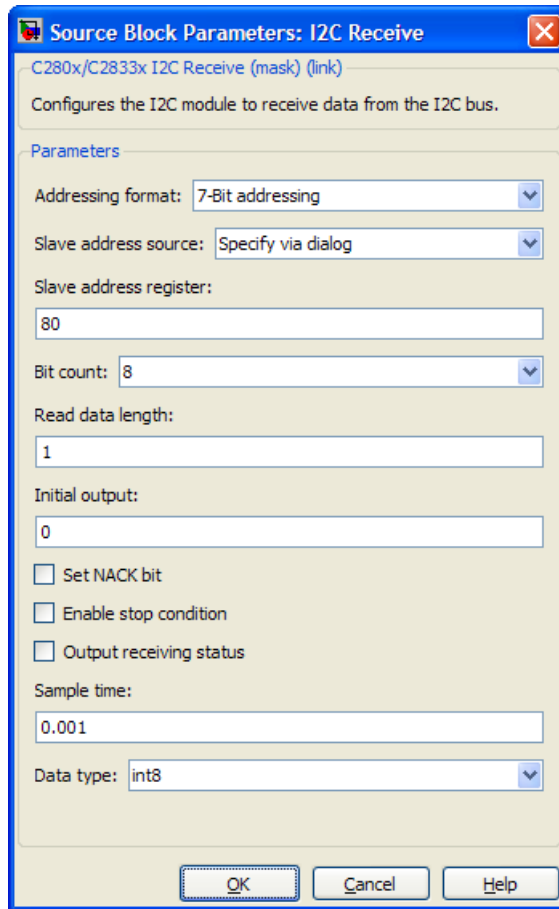 Source Block Parameters: I2C Receive
C280x/C2833x I2C Receive (mask) (link)
Configures the I2C module to receive data from the I2C bus.
Parameters
Addressing format: 7-Bit addressing
Slave address source: Specify via dialog
Slave address register:
80
Bit count: 8
Read data length:
1
Initial output:
0
Set NACK bit
Enable stop condition
Output receiving status
Sample time:
0.001
Data type: int8
OK Cancel Help